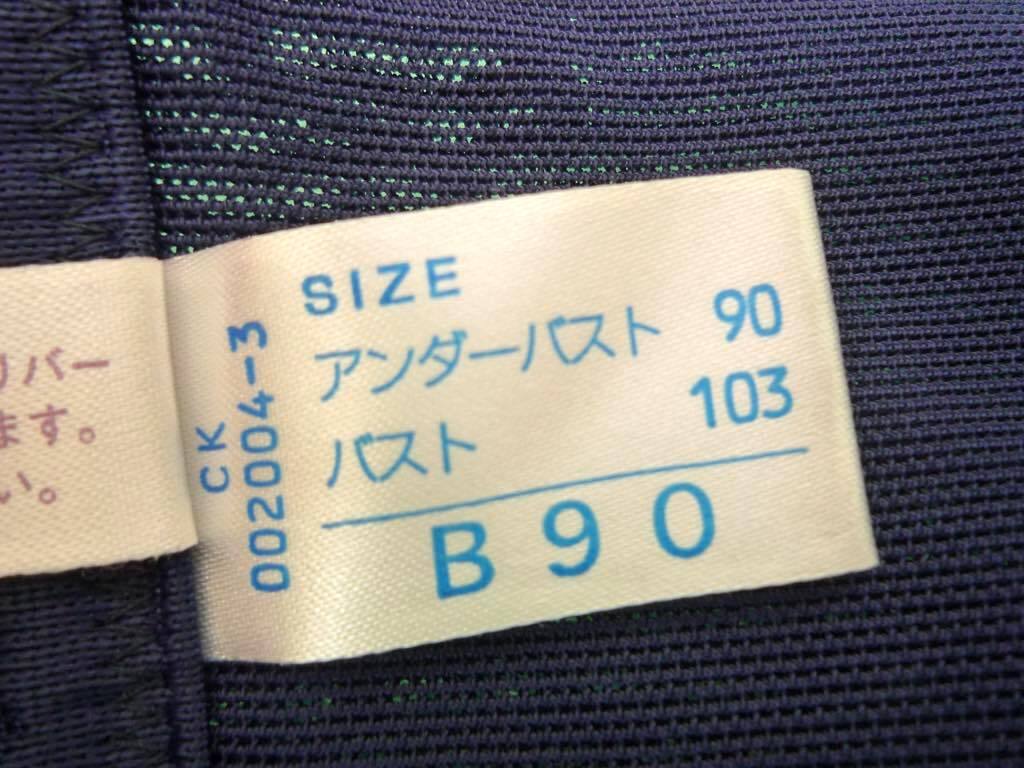 リバー
ます。
い。
CK
002004-3
SIZE
アンダーバスト 90
バスト 103
B90